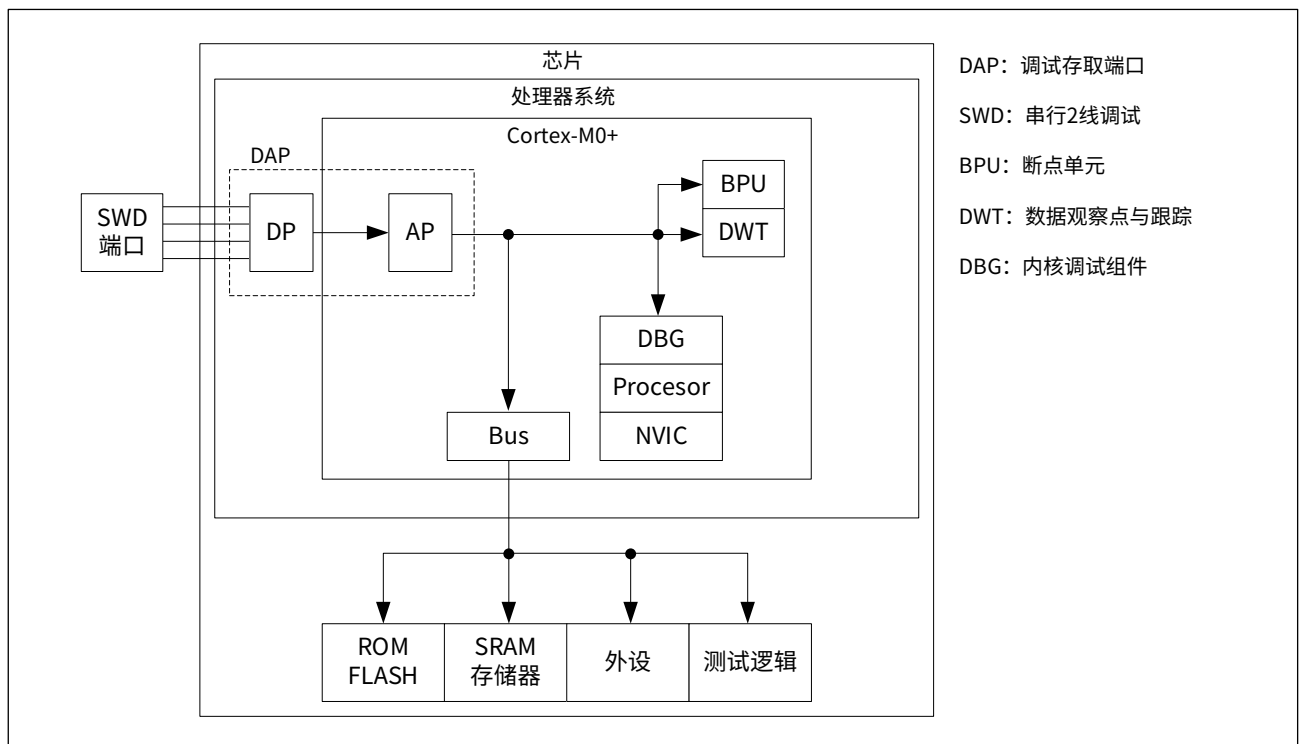 芯片
处理器系统
Cortex-M0+
DAP
SWD
端口
DP
AP
BPU
DWT
DBG
Procesor
NVIC
Bus
ROM
FLASH
SRAM
存储器
外设
测试逻辑
DAP：调试存取端口
SWD：串行2线调试
BPU：断点单元
DWT：数据观察点与跟踪
DBG：内核调试组件